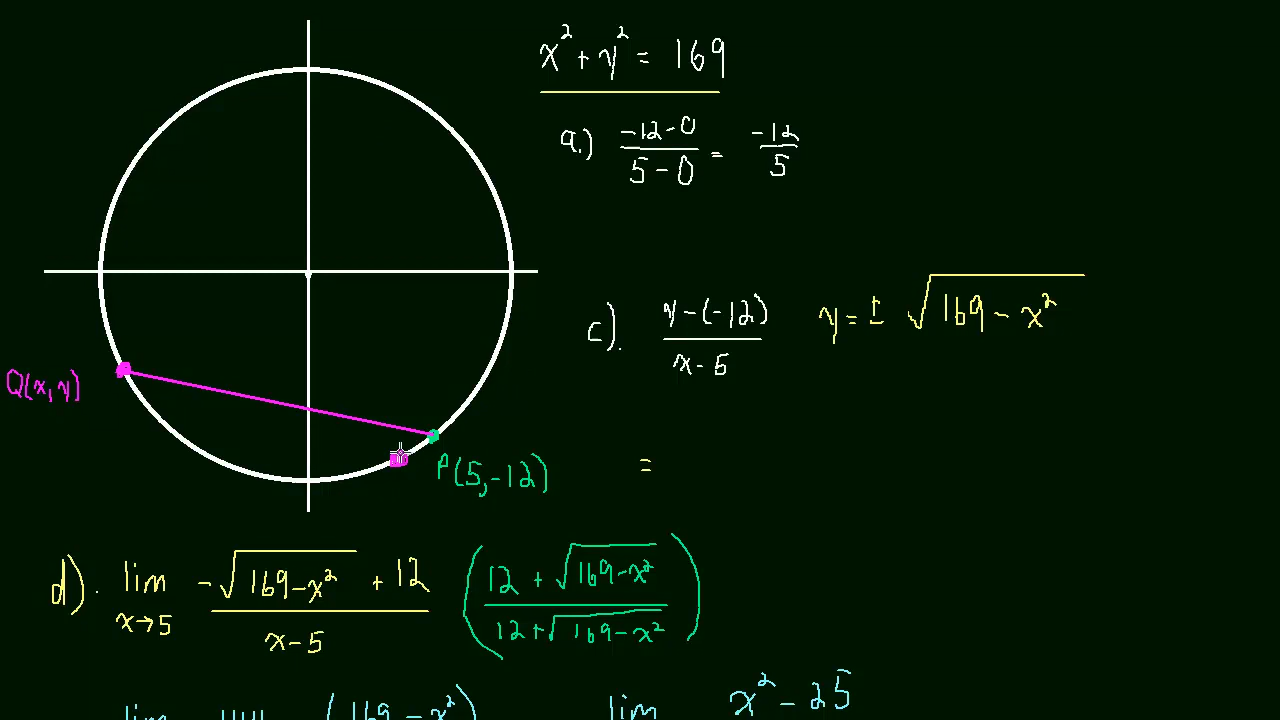 x² + y² = 169
a.) (-12 - 0)/(5 - 0) = -12/5
c). (y - (-12))/(x - 5) y = ± √(169 - x²)
Q(x, y)
P(5, -12)
=
d). lim x→5 (-√(169 - x²) + 12)/(x - 5) ((12 + √(169 - x²))/(12 + √(169 - x²)))
lim (169 - x²) lim x² - 25